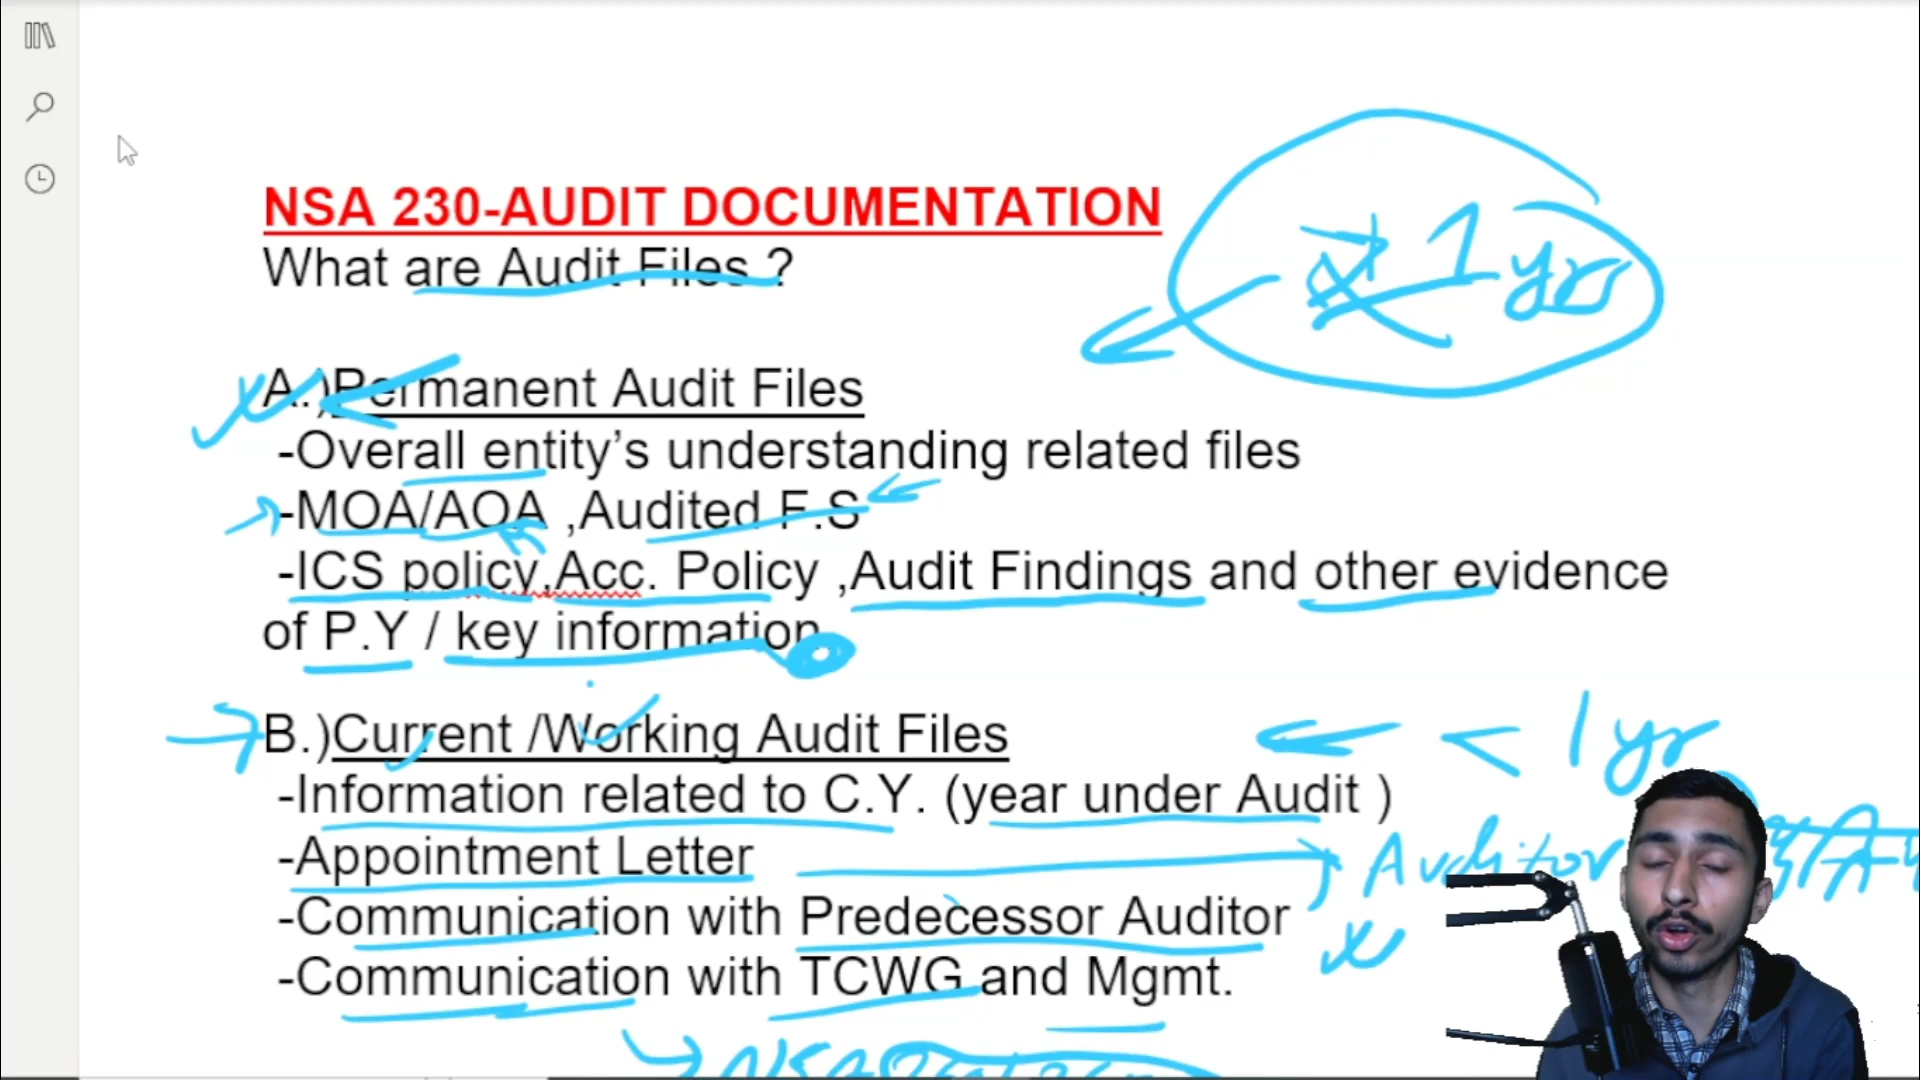 NSA 230-AUDIT DOCUMENTATION
What are Audit Files ?
1 yr
A.)Permanent Audit Files
-Overall entity’s understanding related files
-MOA/AOA ,Audited F.S
-ICS policy,Acc. Policy ,Audit Findings and other evidence
of P.Y / key information
B.)Current /Working Audit Files
< 1 yr
-Information related to C.Y. (year under Audit )
-Appointment Letter
Auditor
-Communication with Predecessor Auditor
-Communication with TCWG and Mgmt.